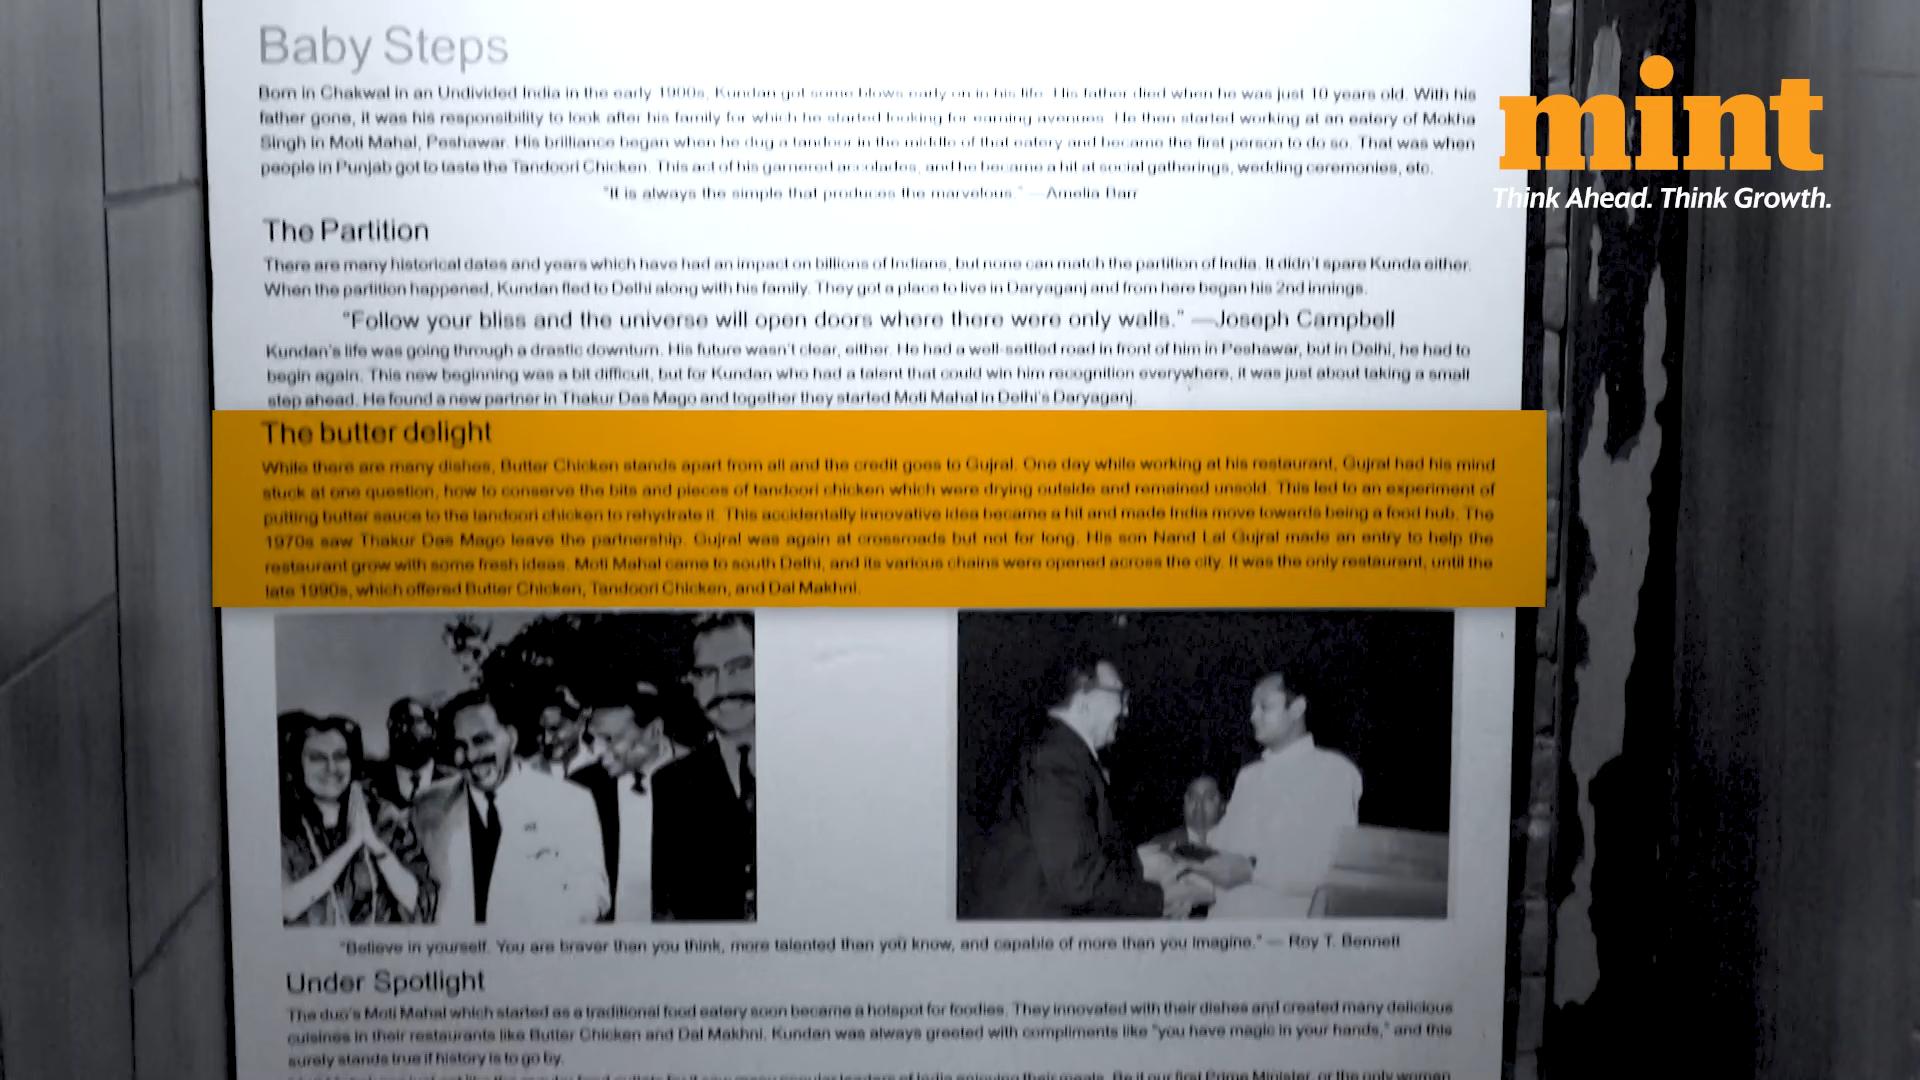 Baby Steps
Born in Chakwal in an Undivided India in the early 1900s, Kundan got some blows early on in his life. His father died when he was just 10 years old. With his
father gone, it was his responsibility to look after his family for which he started looking for earning avenues. He then started working at an eatery of Mokha
Singh in Moti Mahal, Peshawar. His brilliance began when he dug a tandoor in the middle of that eatery and became the first person to do so. That was when
people in Punjab got to taste the Tandoori Chicken. This act of his garnered accolades, and he became a hit at social gatherings, wedding ceremonies, etc.
"It is always the simple that produces the marvelous." —Amelia Barr
The Partition
There are many historical dates and years which have had an impact on billions of Indians, but none can match the partition of India. It didn't spare Kunda either.
When the partition happened, Kundan fled to Delhi along with his family. They got a place to live in Daryaganj and from here began his 2nd innings.
"Follow your bliss and the universe will open doors where there were only walls." —Joseph Campbell
Kundan's life was going through a drastic downturn. His future wasn't clear, either. He had a well-settled road in front of him in Peshawar, but in Delhi, he had to
begin again. This new beginning was a bit difficult, but for Kundan who had a talent that could win him recognition everywhere, it was just about taking a small
step ahead. He found a new partner in Thakur Das Mago and together they started Moti Mahal in Delhi's Daryaganj.
The butter delight
While there are many dishes, Butter Chicken stands apart from all and the credit goes to Gujral. One day while working at his restaurant, Gujral had his mind
stuck at one question, how to conserve the bits and pieces of tandoori chicken which were drying outside and remained unsold. This led to an experiment of
putting butter sauce to the tandoori chicken to rehydrate it. This accidentally innovative idea became a hit and made India move towards being a food hub. The
1970s saw Thakur Das Mago leave the partnership. Gujral was again at crossroads but not for long. His son Nand Lal Gujral made an entry to help the
restaurant grow with some fresh ideas. Moti Mahal came to south Delhi, and its various chains were opened across the city. It was the only restaurant, until the
late 1990s, which offered Butter Chicken, Tandoori Chicken, and Dal Makhni.
"Believe in yourself. You are braver than you think, more talented than you know, and capable of more than you imagine." — Roy T. Bennett
Under Spotlight
The duo's Moti Mahal which started as a traditional food eatery soon became a hotspot for foodies. They innovated with their dishes and created many delicious
cuisines in their restaurants like Butter Chicken and Dal Makhni. Kundan was always greeted with compliments like "you have magic in your hands," and this
surely stands true if history is to go by.
many popular leaders of India enjoying their meals. Be it our first Prime Minister, or the only woman
mint
Think Ahead. Think Growth.